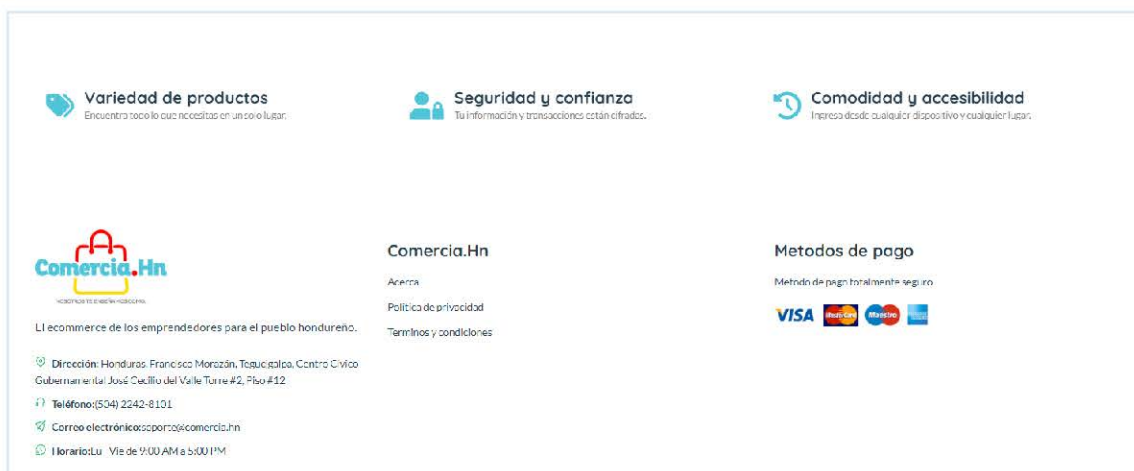 Variedad de productos
Encuentra todo lo que necesitas en un solo lugar.
Seguridad y confianza
Tu información y transacciones están cifradas.
Comodidad y accesibilidad
Ingresa desde cualquier dispositivo y cualquier lugar.
Comercia.Hn
El ecommerce de los emprendedores para el pueblo hondureño.
Dirección: Honduras, Francisco Morazán, Tegucigalpa, Centro Cívico
Gubernamental José Cecilio del Valle Torre #2, Piso #12
Teléfono:(504) 2242-8101
Correo electrónico:soporte@comercia.hn
Horario:Lu - Vie de 9:00 AM a 5:00 PM
Comercia.Hn
Acerca
Política de privacidad
Terminos y condiciones
Metodos de pago
Metodo de pago totalmente seguro
VISA MasterCard Maestro